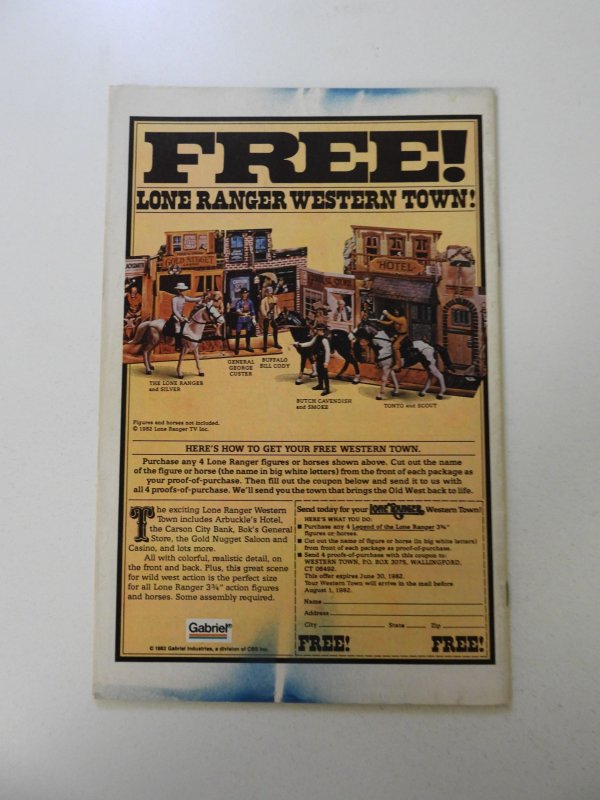 FREE!
LONE RANGER WESTERN TOWN!
GOLD NUGGET
HOTEL
THE LONE RANGER
and SILVER
GENERAL
GEORGE
CUSTER
BUFFALO
BILL CODY
BUTCH CAVENDISH
and SMOKE
TONTO and SCOUT
Figures and horses not included.
© 1982 Lone Ranger TV Inc.
HERE'S HOW TO GET YOUR FREE WESTERN TOWN.
Purchase any 4 Lone Ranger figures or horses shown above. Cut out the name
of the figure or horse (the name in big white letters) from the front of each package as
your proof-of-purchase. Then fill out the coupon below and send it to us with
all 4 proofs-of-purchase. We'll send you the town that brings the Old West back to life.
The exciting Lone Ranger Western
Town includes Arbuckle's Hotel,
the Carson City Bank, Bok's General
Store, the Gold Nugget Saloon and
Casino, and lots more.
All with colorful, realistic detail, on
the front and back. Plus, this great scene
for wild west action is the perfect size
for all Lone Ranger 3¾" action figures
and horses. Some assembly required.
Gabriel®
© 1982 Gabriel Industries, a division of CBS Inc.
Send today for your LONE RANGER Western Town!
HERE'S WHAT YOU DO:
■ Purchase any 4 Legend of the Lone Ranger 3¾"
figures or horses.
■ Cut out the name of figure or horse (in big white letters)
from front of each package as proof-of-purchase.
■ Send 4 proofs-of-purchase with this coupon to:
WESTERN TOWN, P.O. BOX 3075, WALLINGFORD,
CT 06492.
This offer expires June 30, 1982.
Your Western Town will arrive in the mail before
August 1, 1982.
Name
Address
City State Zip
FREE! FREE!